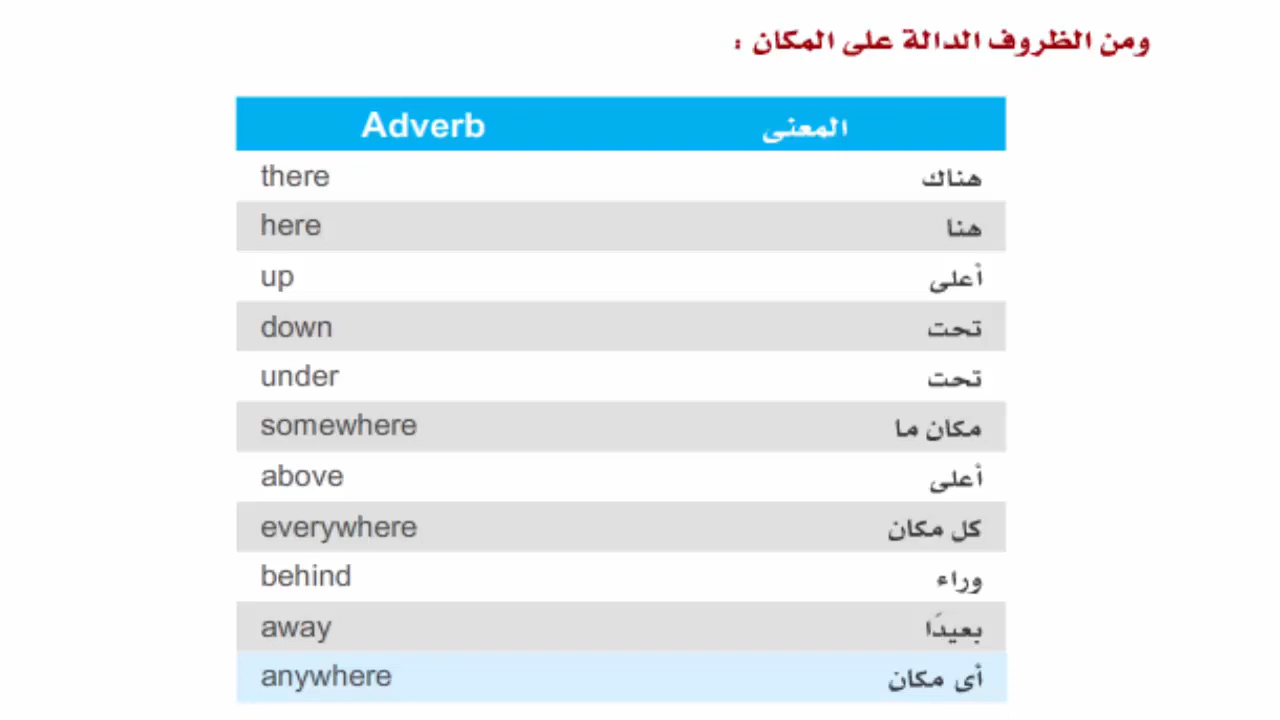 ومن الظروف الدالة على المكان :
Adverb المعنى
there هناك
here هنا
up أعلى
down تحت
under تحت
somewhere مكان ما
above أعلى
everywhere كل مكان
behind وراء
away بعيدَا
anywhere أى مكان